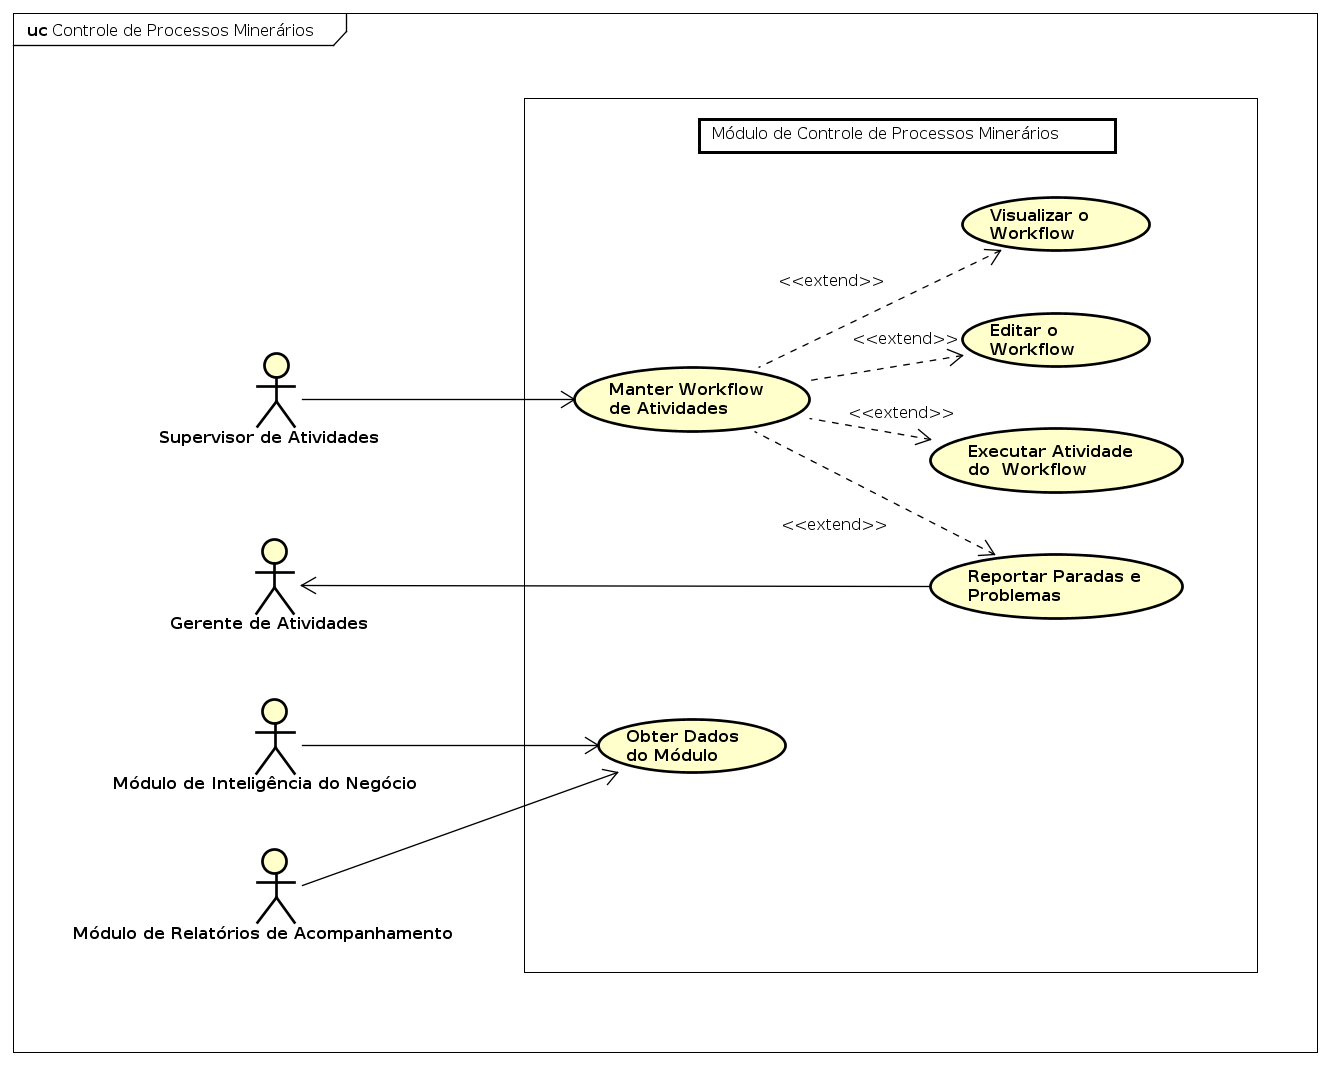 uc Controle de Processos Minerários
Módulo de Controle de Processos Minerários
Visualizar o
Workflow
<<extend>>
Editar o
Workflow
<<extend>>
Manter Workflow
de Atividades
<<extend>>
Supervisor de Atividades
Executar Atividade
do  Workflow
<<extend>>
Reportar Paradas e
Problemas
Gerente de Atividades
Obter Dados
do Módulo
Módulo de Inteligência do Negócio
Módulo de Relatórios de Acompanhamento